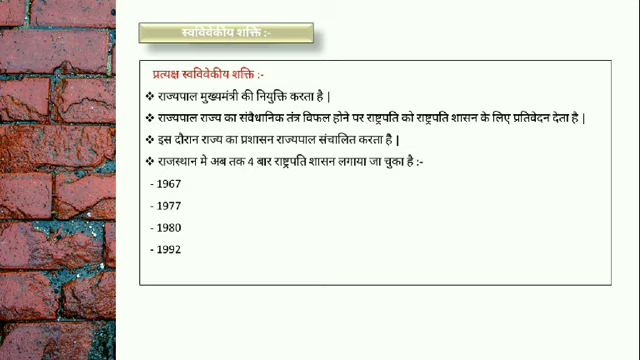 स्वविवेकीय शक्ति :-
प्रत्यक्ष स्वविवेकीय शक्ति :-
❖ राज्यपाल मुख्यमंत्री की नियुक्ति करता है |
❖ राज्यपाल राज्य का संवैधानिक तंत्र विफल होने पर राष्ट्रपति को राष्ट्रपति शासन के लिए प्रतिवेदन देता है |
❖ इस दौरान राज्य का प्रशासन राज्यपाल संचालित करता है |
❖ राजस्थान मे अब तक 4 बार राष्ट्रपति शासन लगाया जा चुका है :-
- 1967
- 1977
- 1980
- 1992